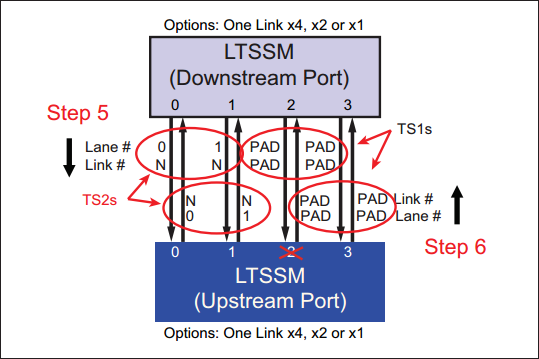 Options: One Link x4, x2 or x1
LTSSM
(Downstream Port)
0 1 2 3
Step 5
TS1s
Lane # 0 1 PAD PAD
Link # N N PAD PAD
TS2s
N N PAD PAD Link #
0 1 PAD PAD Lane #
Step 6
0 1 2 3
LTSSM
(Upstream Port)
Options: One Link x4, x2 or x1